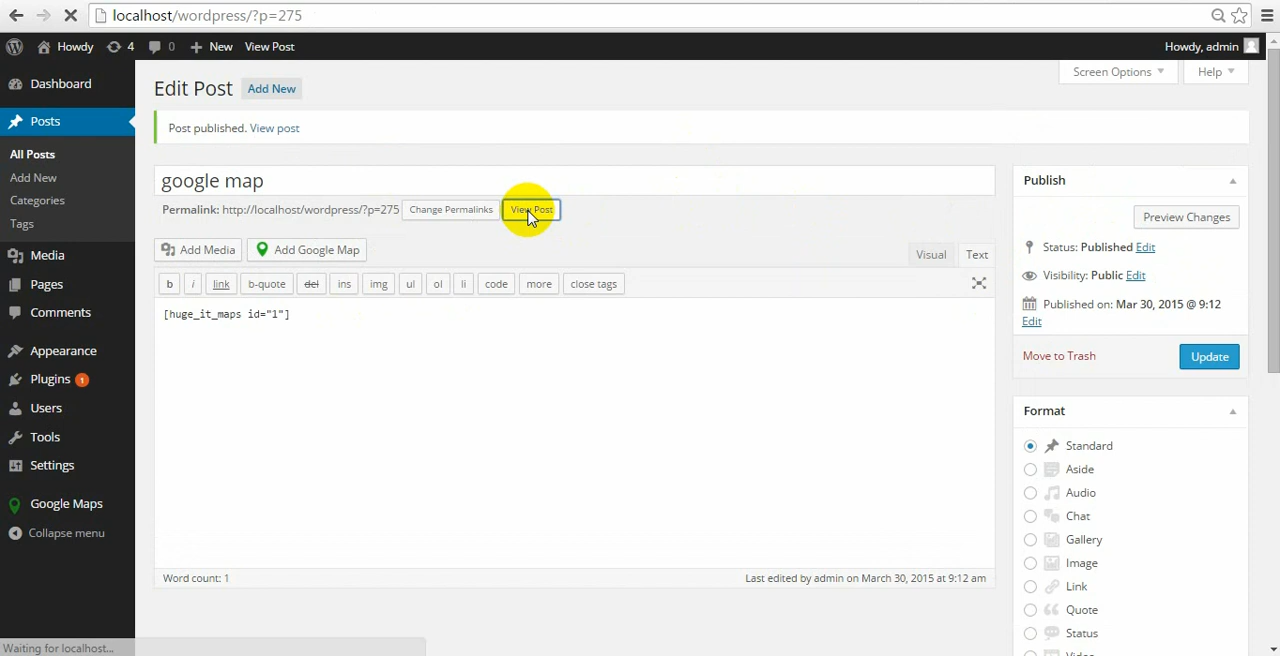 localhost/wordpress/?p=275
Howdy 4 0 New View Post Howdy, admin
Screen Options Help
Dashboard
Posts
All Posts
Add New
Categories
Tags
Media
Pages
Comments
Appearance
Plugins 1
Users
Tools
Settings
Google Maps
Collapse menu
Edit Post Add New
Post published. View post
google map
Permalink: http://localhost/wordpress/?p=275 Change Permalinks View Post
Add Media Add Google Map Visual Text
b i link b-quote del ins img ul ol li code more close tags
[huge_it_maps id="1"]
Word count: 1 Last edited by admin on March 30, 2015 at 9:12 am
Publish
Preview Changes
Status: Published Edit
Visibility: Public Edit
Published on: Mar 30, 2015 @ 9:12
Edit
Move to Trash Update
Format
Standard
Aside
Audio
Chat
Gallery
Image
Link
Quote
Status
Waiting for localhost...